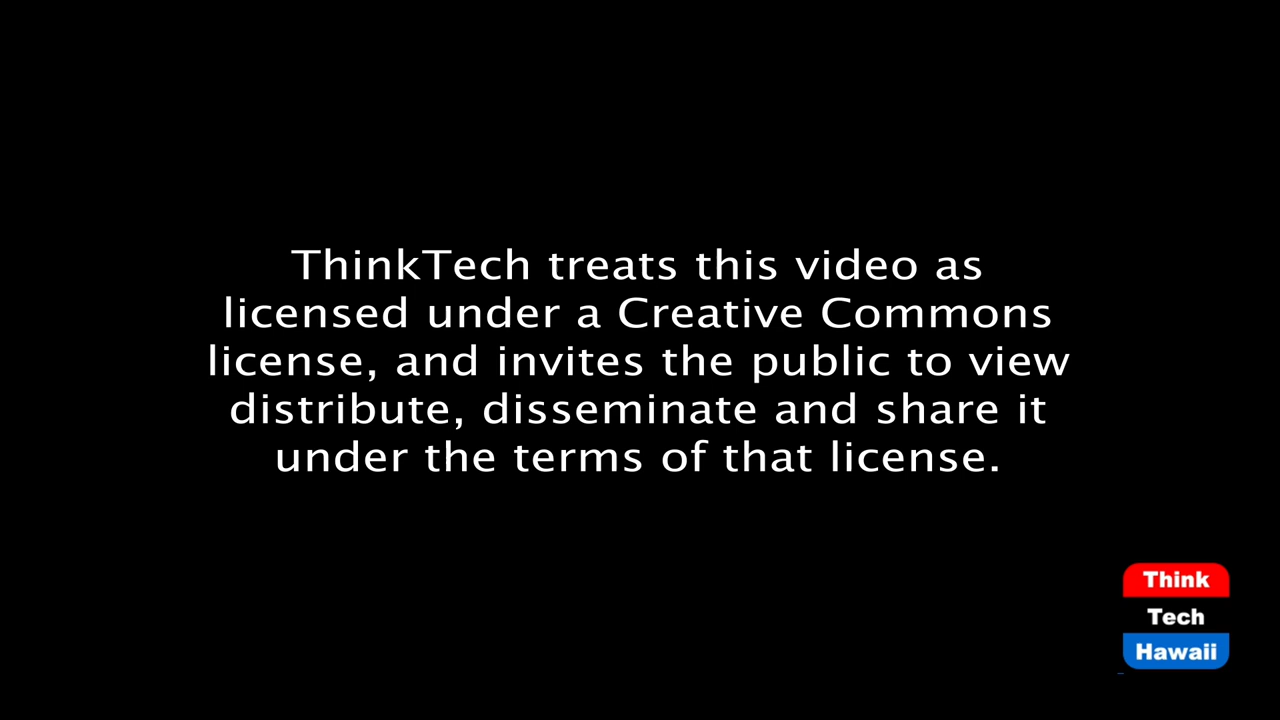 ThinkTech treats this video as
licensed under a Creative Commons
license, and invites the public to view
distribute, disseminate and share it
under the terms of that license.
Think
Tech
Hawaii